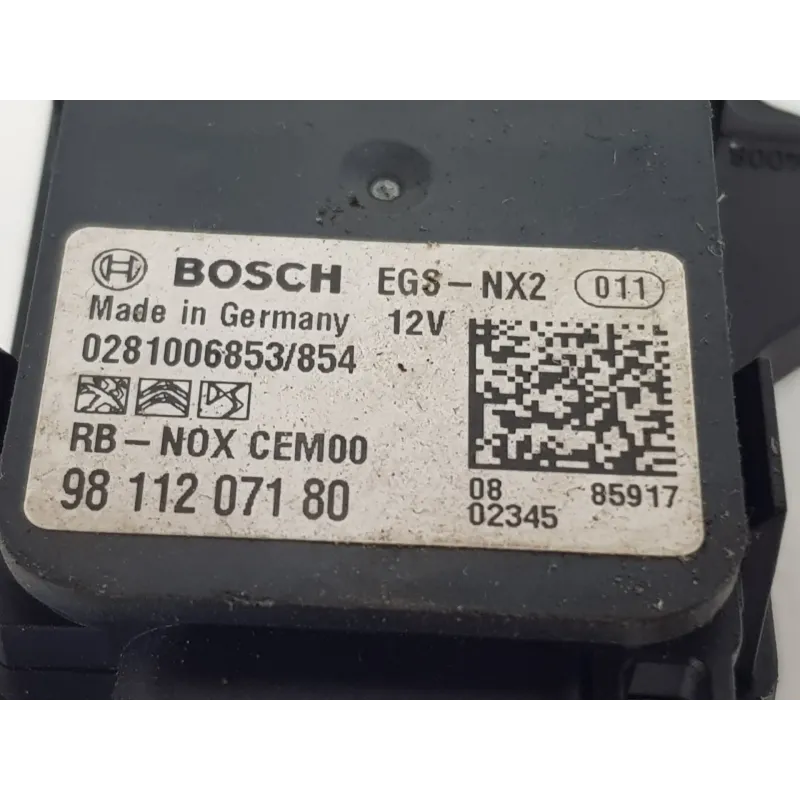 BOSCH EGS-NX2 011
Made in Germany 12V
0281006853/854
RB-NOX CEM00
98 112 071 80
08 85917
02345